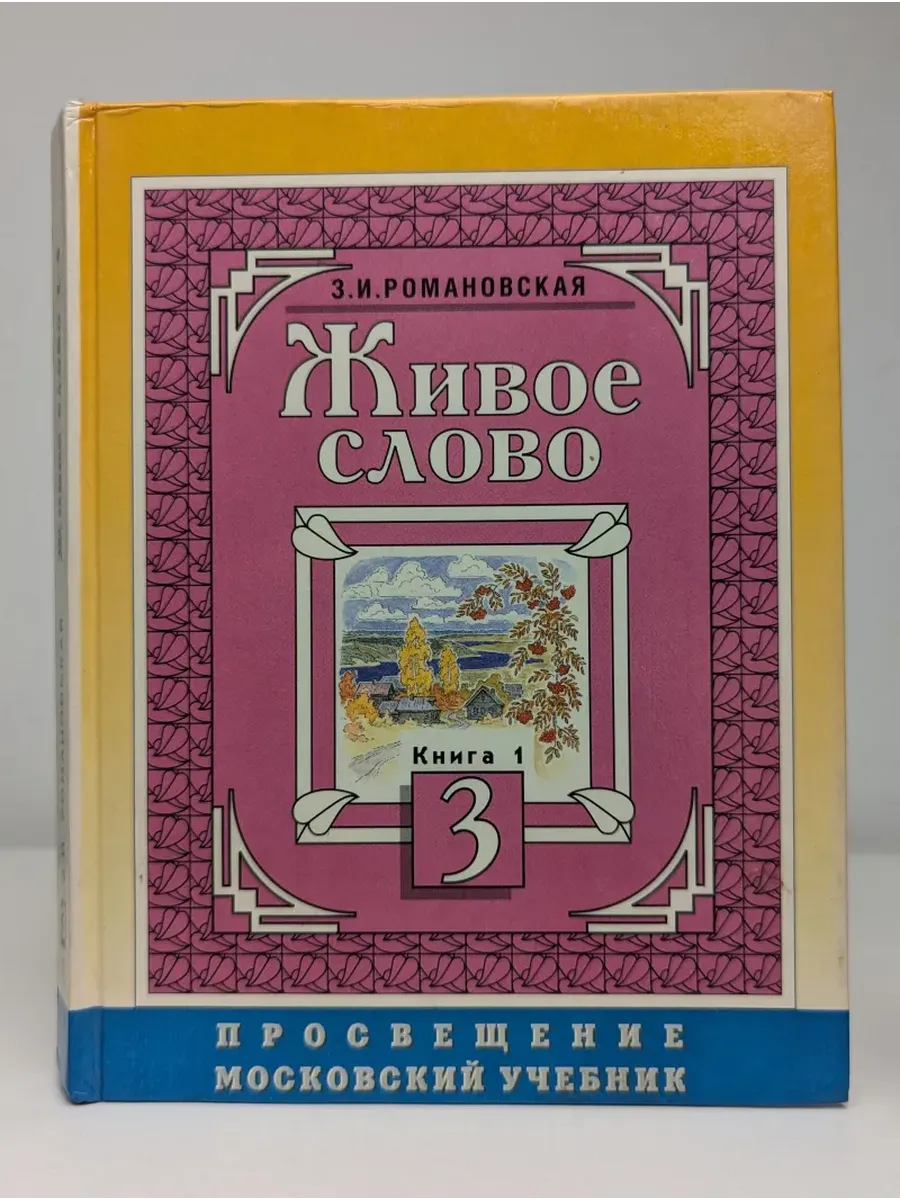 З.И.РОМАНОВСКАЯ
Живое
слово
Книга 1
3
ПРОСВЕЩЕНИЕ
МОСКОВСКИЙ УЧЕБНИК